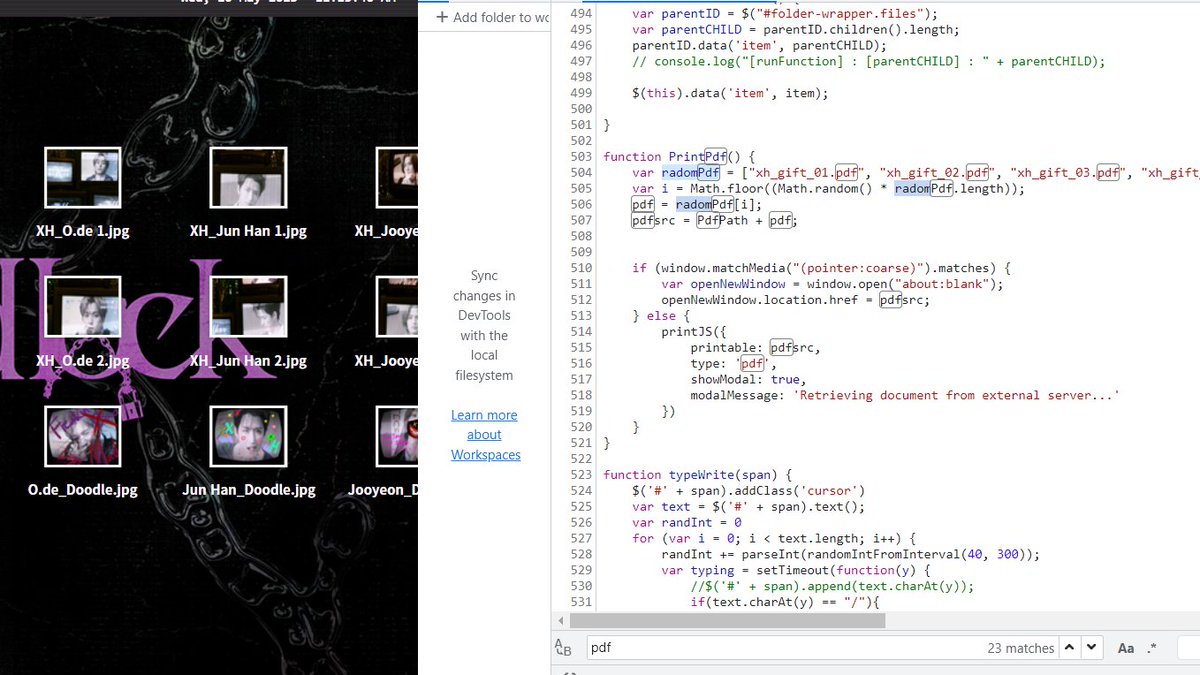 + Add folder to wo
XH_O.de 1.jpg
XH_Jun Han 1.jpg
XH_Jooye
XH_O.de 2.jpg
XH_Jun Han 2.jpg
XH_Jooye
O.de_Doodle.jpg
Jun Han_Doodle.jpg
Jooyeon_D
Sync
changes in
DevTools
with the
local
filesystem
Learn more
about
Workspaces
494 var parentID = $("#folder-wrapper.files");
495 var parentCHILD = parentID.children().length;
496 parentID.data('item', parentCHILD);
497 // console.log("[runFunction] : [parentCHILD] : " + parentCHILD);
498
499 $(this).data('item', item);
500
501 }
502
503 function PrintPdf() {
504 var radomPdf = ["xh_gift_01.pdf", "xh_gift_02.pdf", "xh_gift_03.pdf", "xh_gift_
505 var i = Math.floor((Math.random() * radomPdf.length));
506 pdf = radomPdf[i];
507 pdfsrc = PdfPath + pdf;
508
509
510 if (window.matchMedia("(pointer:coarse)").matches) {
511 var openNewWindow = window.open("about:blank");
512 openNewWindow.location.href = pdfsrc;
513 } else {
514 printJS({
515 printable: pdfsrc,
516 type: 'pdf',
517 showModal: true,
518 modalMessage: 'Retrieving document from external server...'
519 })
520 }
521 }
522
523 function typeWrite(span) {
524 $('#' + span).addClass('cursor')
525 var text = $('#' + span).text();
526 var randInt = 0
527 for (var i = 0; i < text.length; i++) {
528 randInt += parseInt(randomIntFromInterval(40, 300));
529 var typing = setTimeout(function(y) {
530 //$('#' + span).append(text.charAt(y));
531 if(text.charAt(y) == "/"){
pdf
23 matches
Aa
.*